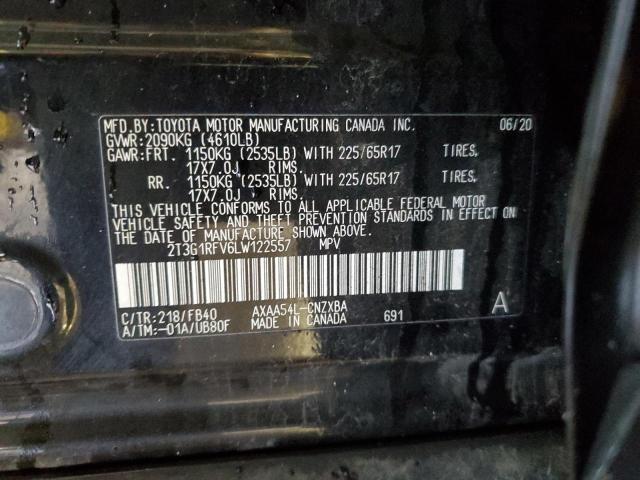 MFD.BY:TOYOTA MOTOR MANUFACTURING CANADA INC. 06/20
GVWR:2090KG (4610LB)
GAWR:FRT. 1150KG (2535LB) WITH 225/65R17 TIRES,
17X7.0J RIMS.
RR. 1150KG (2535LB) WITH 225/65R17 TIRES,
17X7.0J RIMS.
THIS VEHICLE CONFORMS TO ALL APPLICABLE FEDERAL MOTOR
VEHICLE SAFETY AND THEFT PREVENTION STANDARDS IN EFFECT ON
THE DATE OF MANUFACTURE SHOWN ABOVE.
2T3G1RFV6LW122557 MPV
C/TR:218/FB40 AXAA54L-CNZXBA
A/TM:-01A/UB80F MADE IN CANADA 691 A